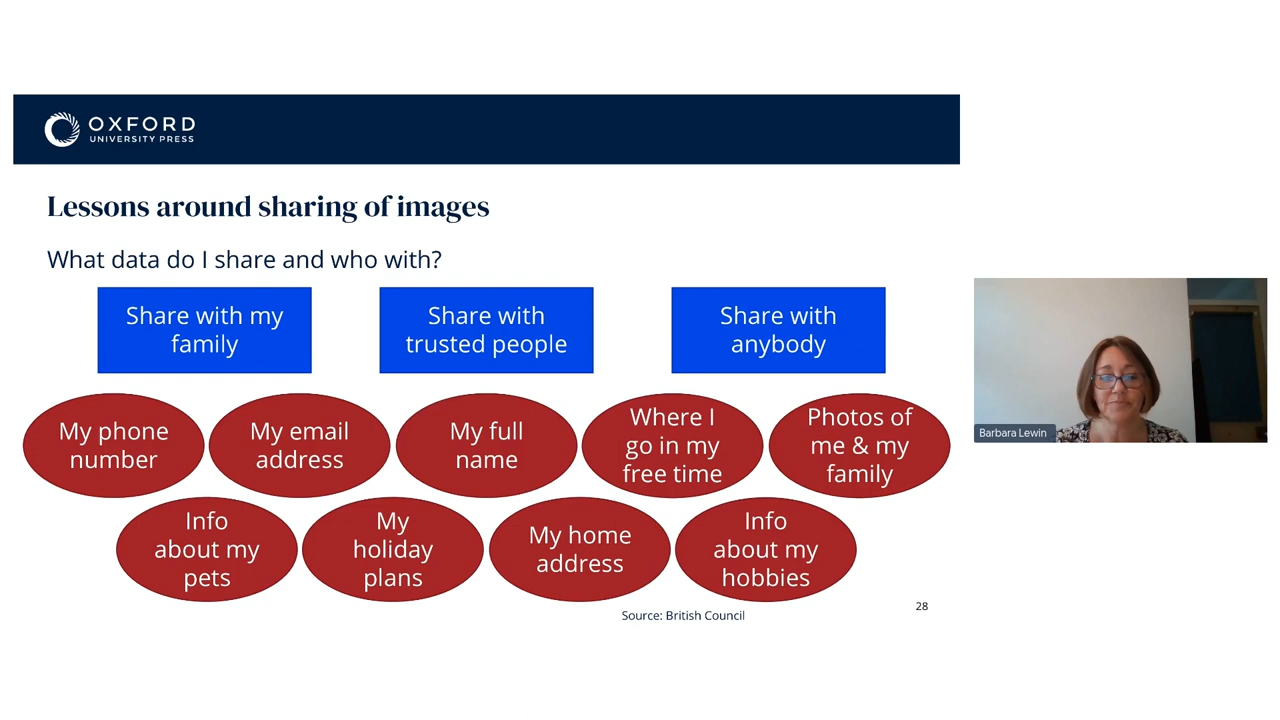 OXFORD
UNIVERSITY PRESS
Lessons around sharing of images
What data do I share and who with?
Share with my
family
Share with
trusted people
Share with
anybody
My phone
number
My email
address
My full
name
Where I
go in my
free time
Photos of
me & my
family
Info
about my
pets
My
holiday
plans
My home
address
Info
about my
hobbies
Source: British Council
28
Barbara Lewin